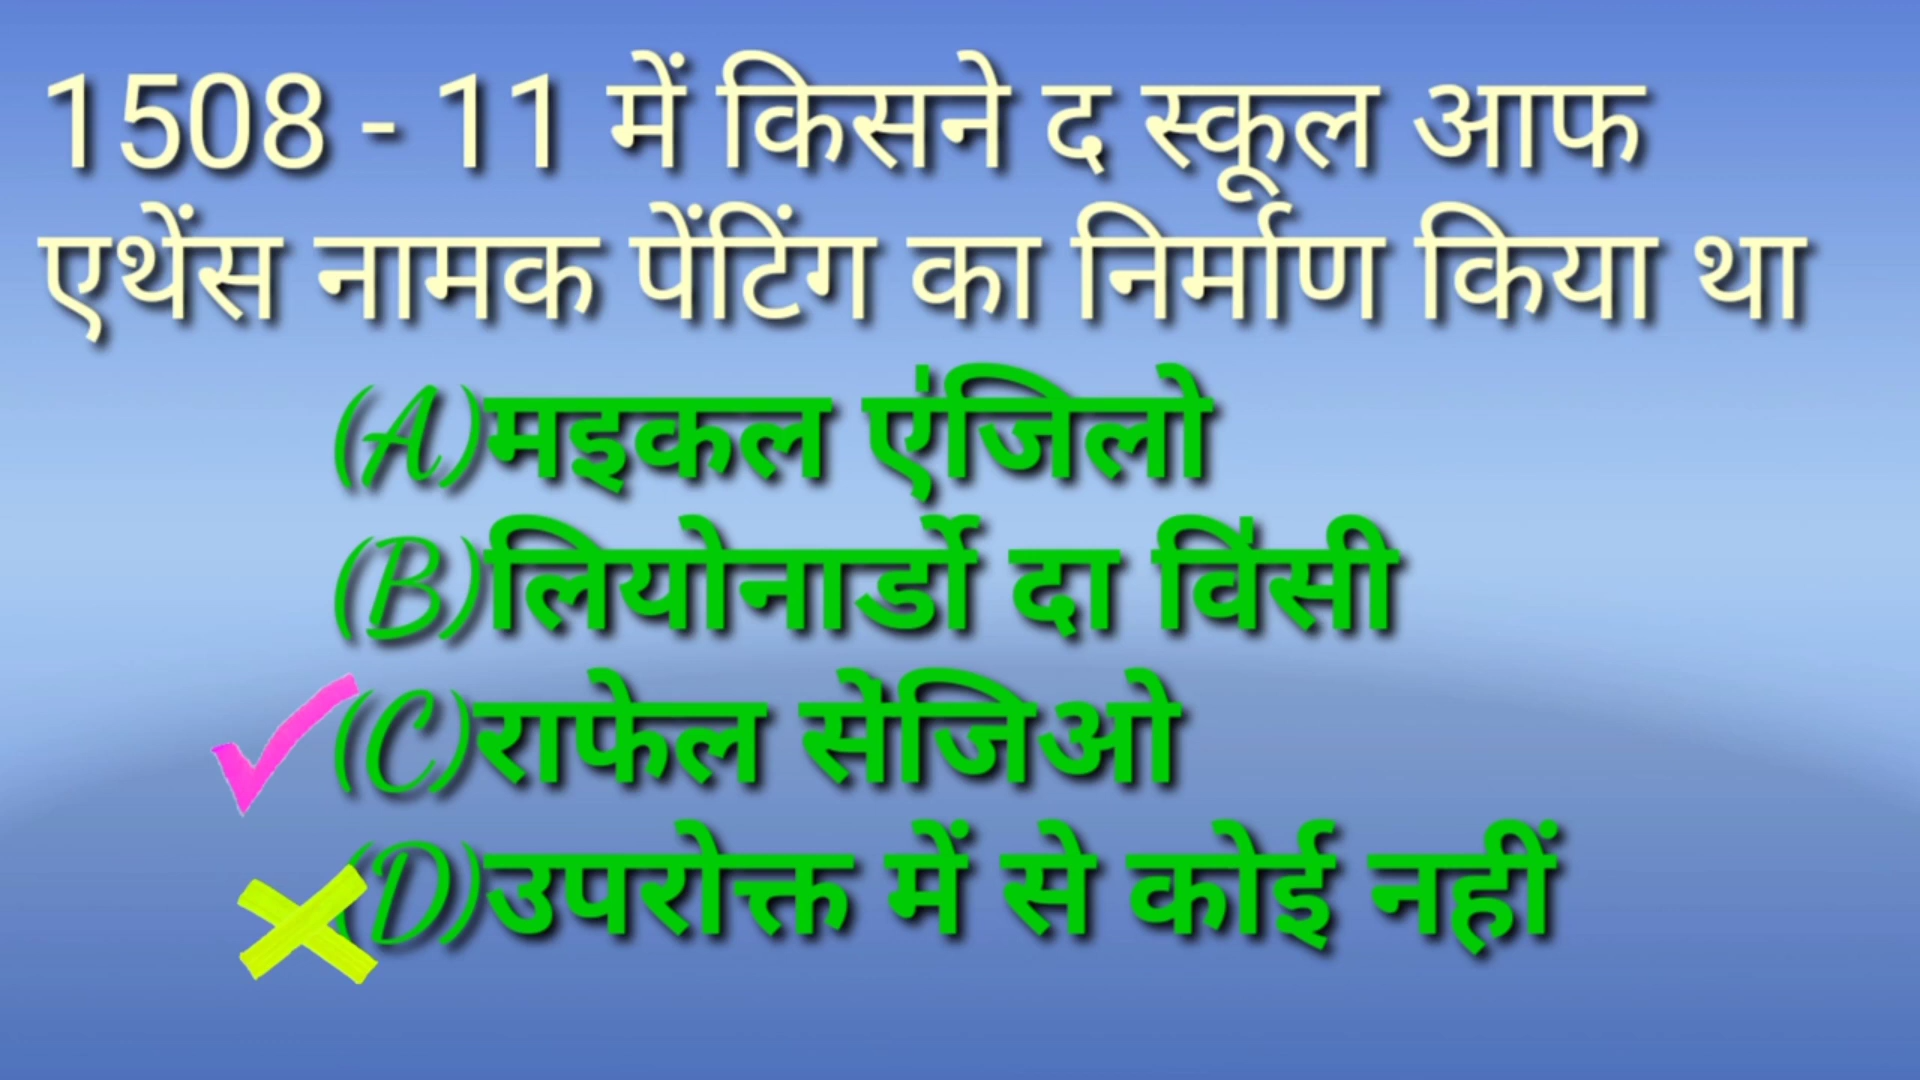 1508 - 11 में किसने द स्कूल आफ
एथेंस नामक पेंटिंग का निर्माण किया था
(A)मइकल एंजिलो
(B)लियोनार्डो दा विंसी
(C)राफेल सेंजिओ
(D)उपरोक्त में से कोई नहीं